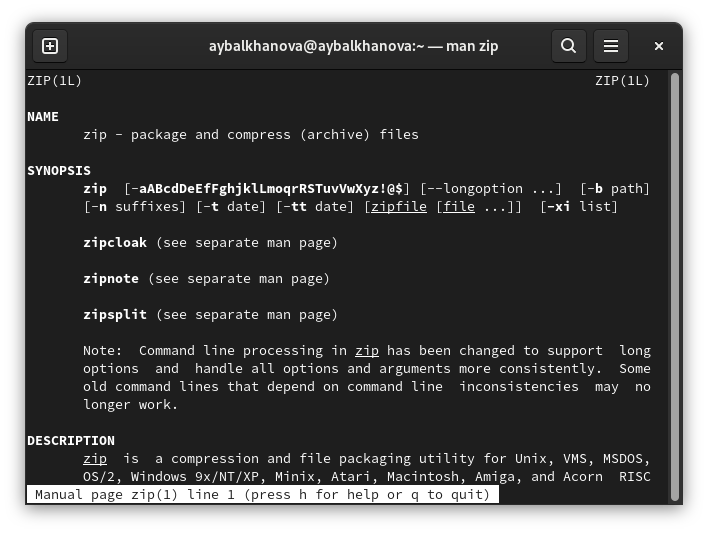 aybalkhanova@aybalkhanova:~ — man zip
ZIP(1L) ZIP(1L)
NAME
zip - package and compress (archive) files
SYNOPSIS
zip [-aABcdDeEfFghjklLmoqrRSTuvVwXyz!@$] [--longoption ...] [-b path]
[-n suffixes] [-t date] [-tt date] [zipfile [file ...]] [-xi list]
zipcloak (see separate man page)
zipnote (see separate man page)
zipsplit (see separate man page)
Note: Command line processing in zip has been changed to support long
options and handle all options and arguments more consistently. Some
old command lines that depend on command line inconsistencies may no
longer work.
DESCRIPTION
zip is a compression and file packaging utility for Unix, VMS, MSDOS,
OS/2, Windows 9x/NT/XP, Minix, Atari, Macintosh, Amiga, and Acorn RISC
Manual page zip(1) line 1 (press h for help or q to quit)